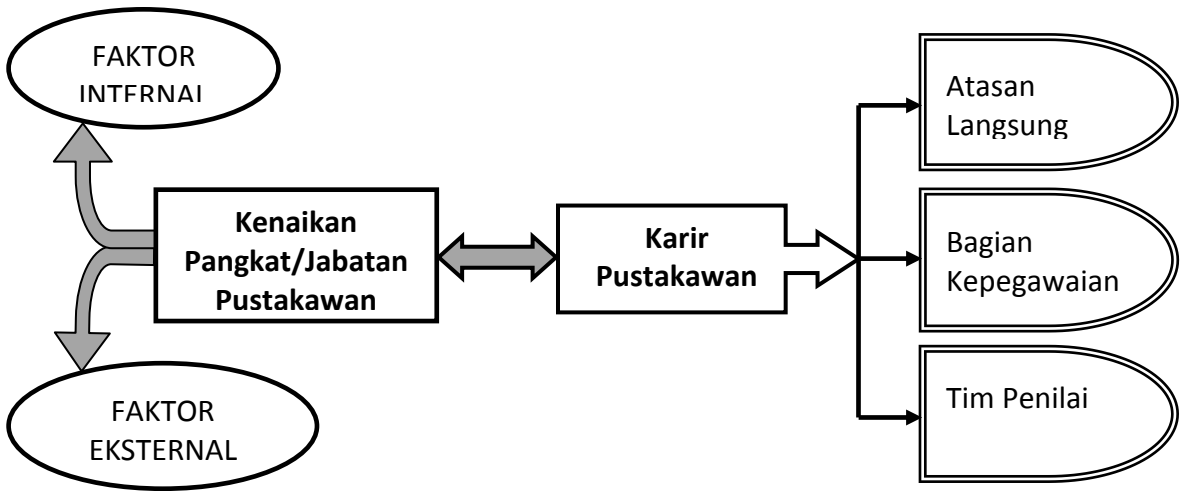 FAKTOR
INTERNAL
Kenaikan
Pangkat/Jabatan
Pustakawan
FAKTOR
EKSTERNAL
Karir
Pustakawan
Atasan
Langsung
Bagian
Kepegawaian
Tim Penilai